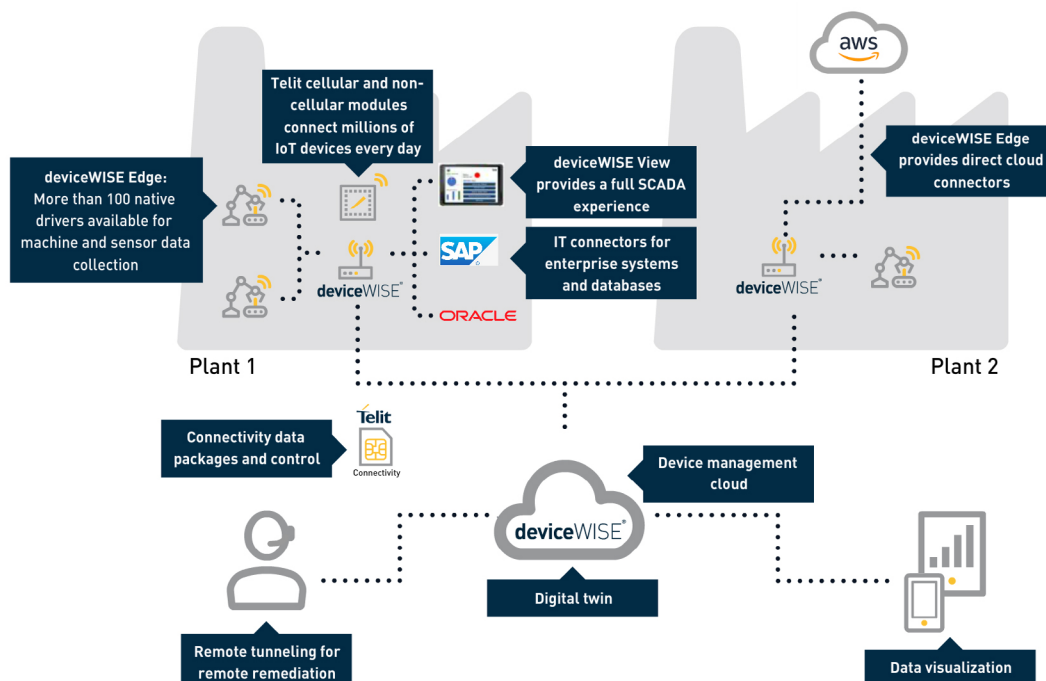 aws
Telit cellular and non-
cellular modules
connect millions of
IoT devices every day
deviceWISE Edge:
More than 100 native
drivers available for
machine and sensor data
collection
deviceWISE View
provides a full SCADA
experience
deviceWISE Edge
provides direct cloud
connectors
SAP
IT connectors for
enterprise systems
and databases
deviceWISE®
ORACLE
deviceWISE®
Plant 1
Plant 2
Telit
Connectivity
Connectivity data
packages and control
Device management
cloud
deviceWISE®
Digital twin
Remote tunneling for
remote remediation
Data visualization